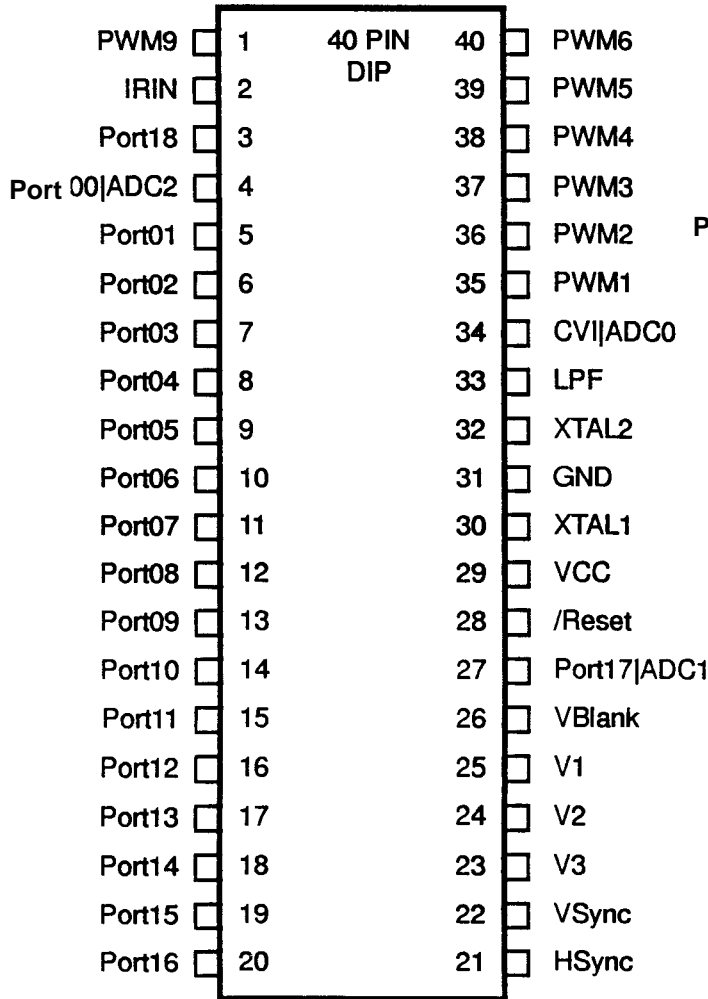 PWM9 1 40 PIN 40 PWM6
IRIN 2 DIP 39 PWM5
Port18 3 38 PWM4
Port 00|ADC2 4 37 PWM3
Port01 5 36 PWM2 P
Port02 6 35 PWM1
Port03 7 34 CVI|ADC0
Port04 8 33 LPF
Port05 9 32 XTAL2
Port06 10 31 GND
Port07 11 30 XTAL1
Port08 12 29 VCC
Port09 13 28 /Reset
Port10 14 27 Port17|ADC1
Port11 15 26 VBlank
Port12 16 25 V1
Port13 17 24 V2
Port14 18 23 V3
Port15 19 22 VSync
Port16 20 21 HSync